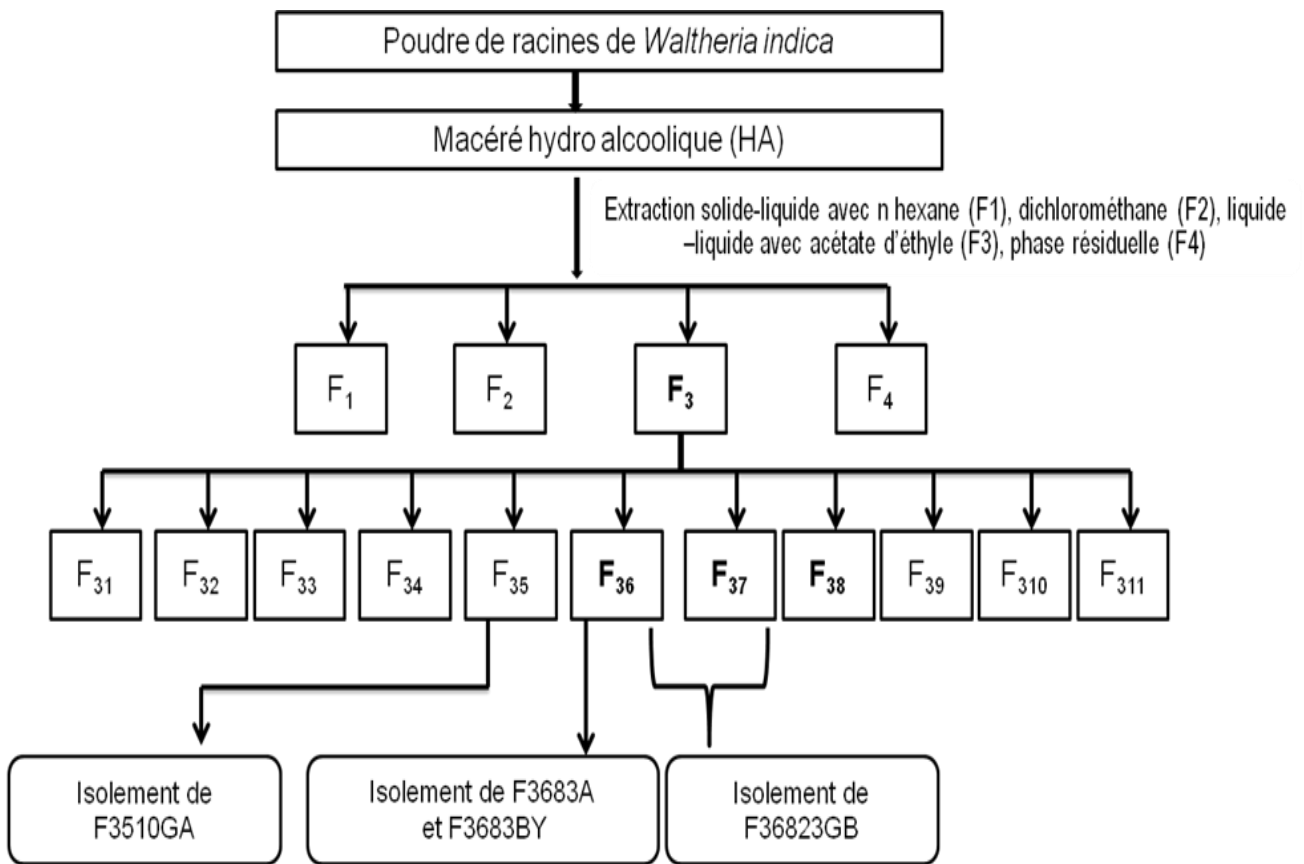 Poudre de racines de Waltheria indica
Macéré hydro alcoolique (HA)
Extraction solide-liquide avec n hexane (F1), dichlorométhane (F2), liquide
–liquide avec acétate d'éthyle (F3), phase résiduelle (F4)
F1 F2 F3 F4
F31 F32 F33 F34 F35 F36 F37 F38 F39 F310 F311
Isolement de
F3510GA
Isolement de F3683A
et F3683BY
Isolement de
F36823GB